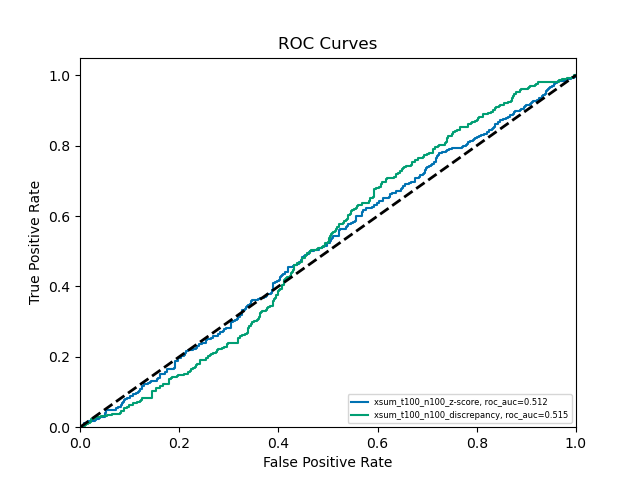 ROC Curves
1.0
0.8
0.6
0.4
0.2
0.0
True Positive Rate
0.0 0.2 0.4 0.6 0.8 1.0
False Positive Rate
xsum_t100_n100_z-score, roc_auc=0.512
xsum_t100_n100_discrepancy, roc_auc=0.515